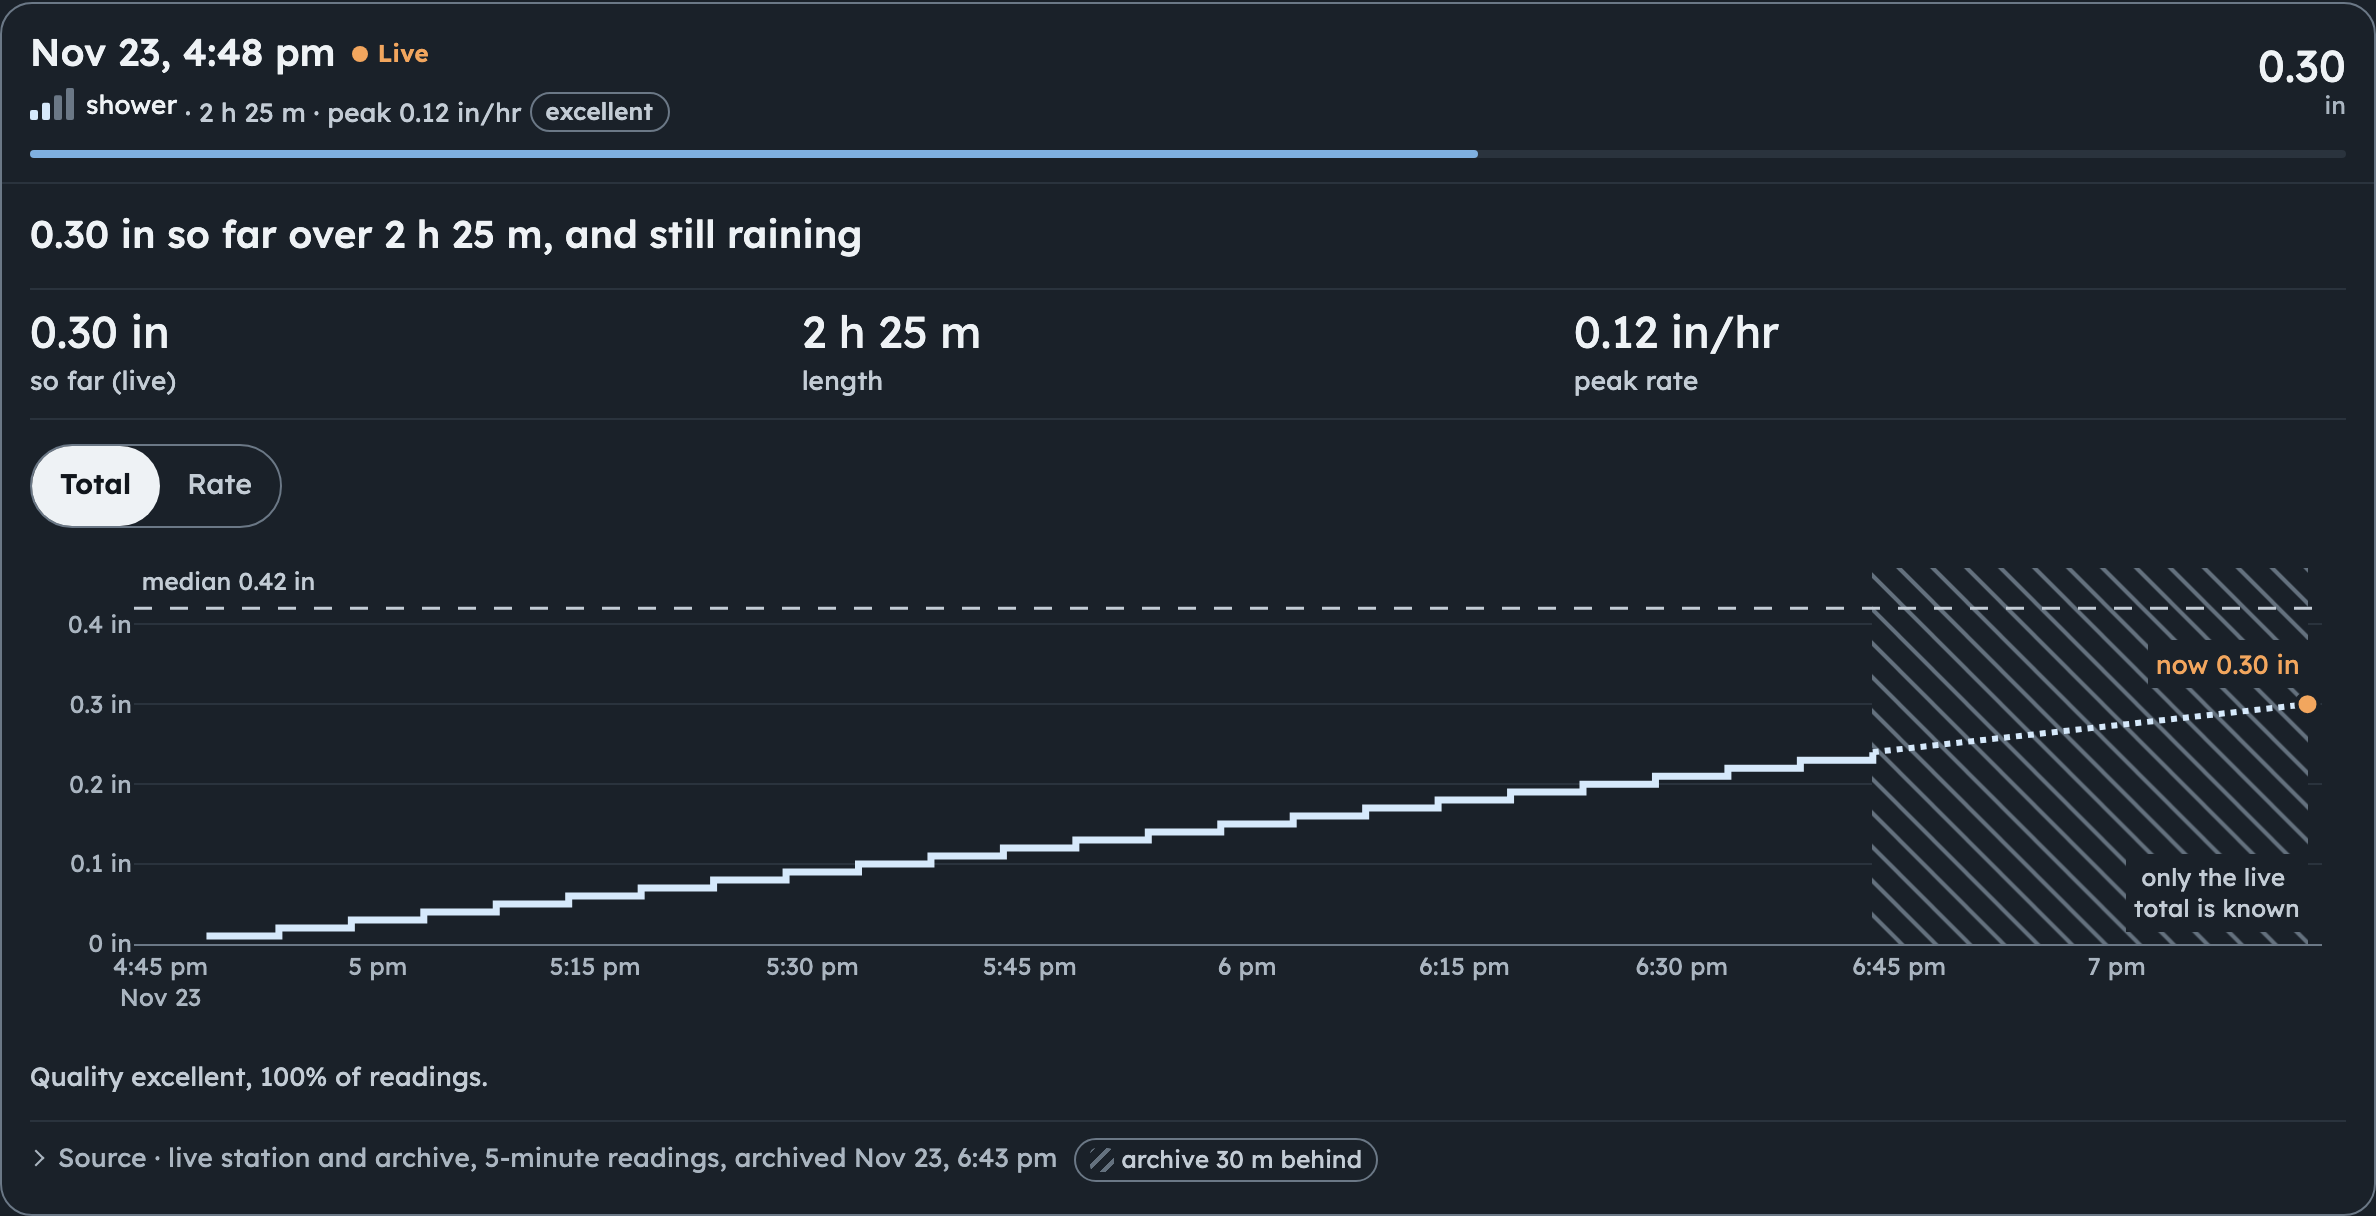 Nov 23, 4:48 pm Live
0.30
in
shower · 2 h 25 m · peak 0.12 in/hr excellent
0.30 in so far over 2 h 25 m, and still raining
0.30 in
so far (live)
2 h 25 m
length
0.12 in/hr
peak rate
Total Rate
median 0.42 in
0.4 in
now 0.30 in
0.3 in
0.2 in
0.1 in
only the live
total is known
0 in
4:45 pm 5 pm 5:15 pm 5:30 pm 5:45 pm 6 pm 6:15 pm 6:30 pm 6:45 pm 7 pm
Nov 23
Quality excellent, 100% of readings.
Source · live station and archive, 5-minute readings, archived Nov 23, 6:43 pm archive 30 m behind